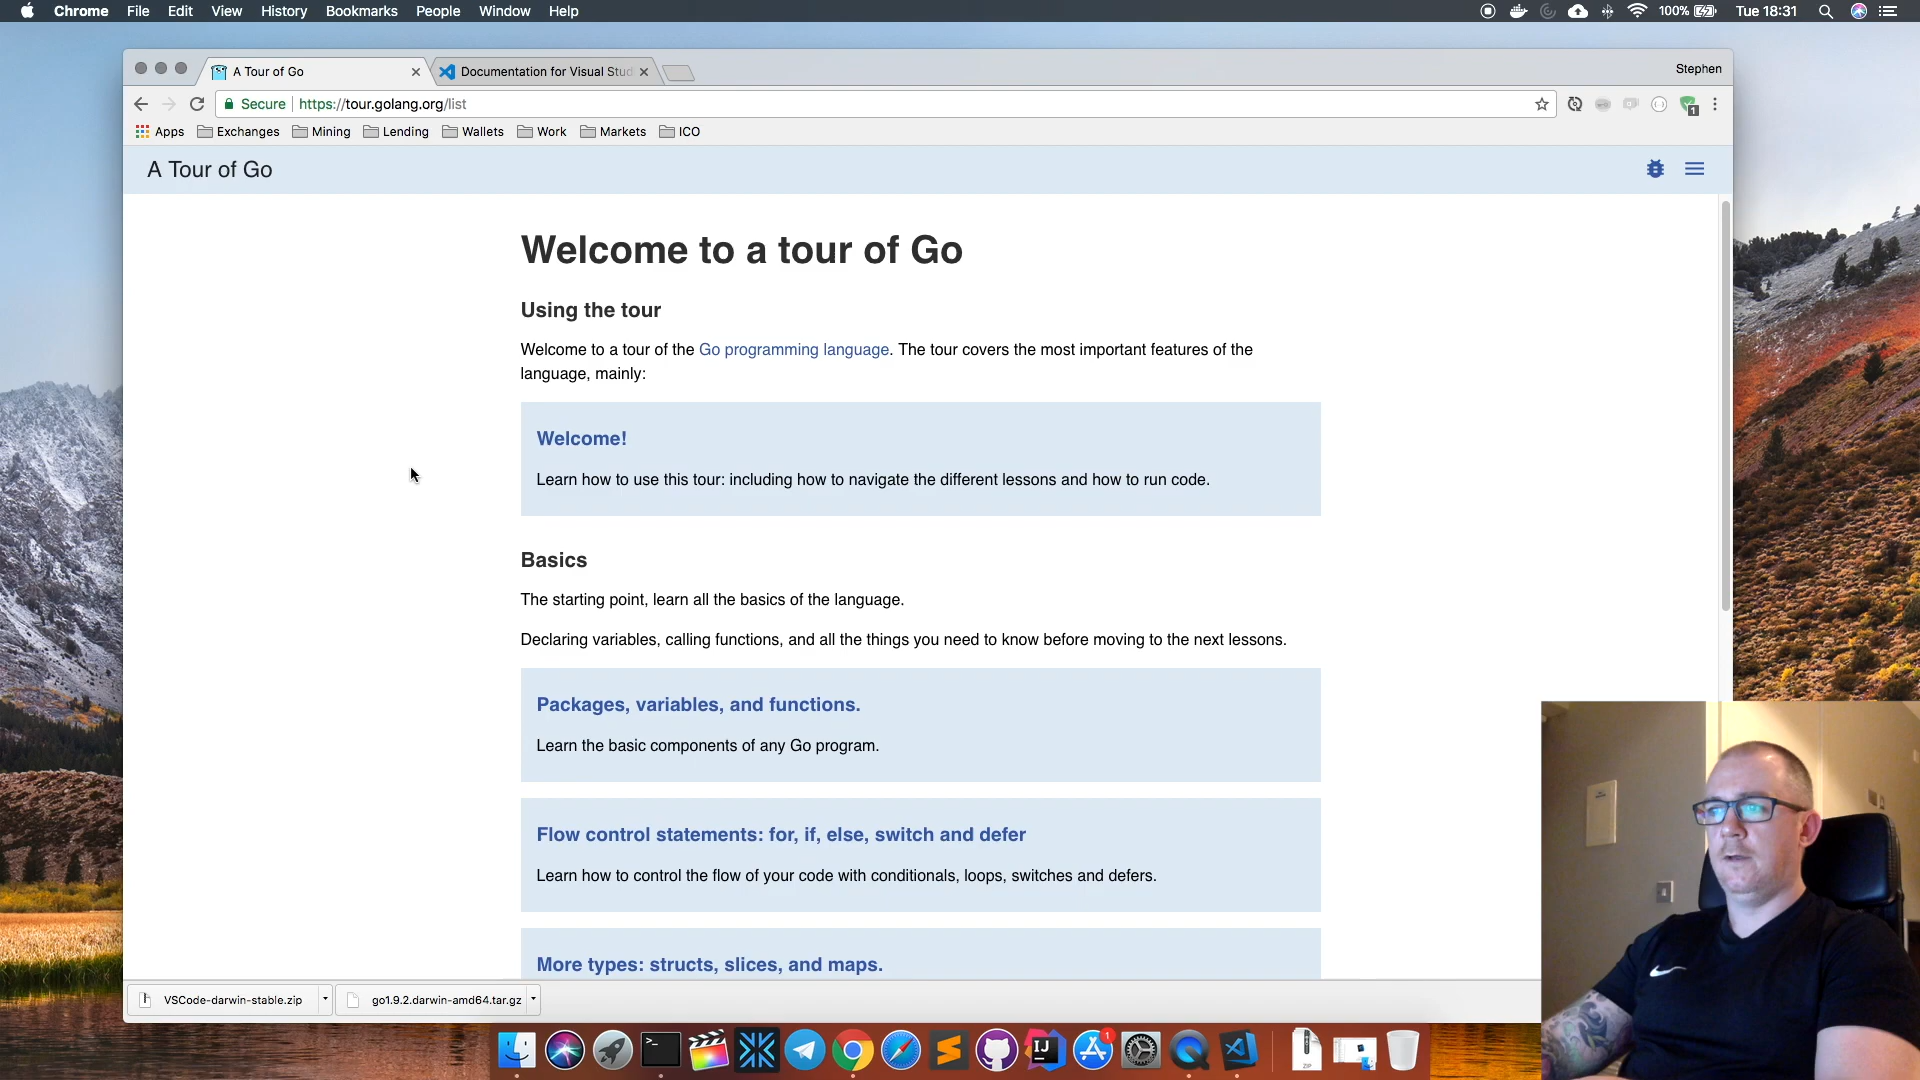 Chrome File Edit View History Bookmarks People Window Help 100% Tue 18:31
A Tour of Go Documentation for Visual Stud Stephen
Secure https://tour.golang.org/list
Apps Exchanges Mining Lending Wallets Work Markets ICO 1
A Tour of Go
Welcome to a tour of Go
Using the tour
Welcome to a tour of the Go programming language. The tour covers the most important features of the
language, mainly:
Welcome!
Learn how to use this tour: including how to navigate the different lessons and how to run code.
Basics
The starting point, learn all the basics of the language.
Declaring variables, calling functions, and all the things you need to know before moving to the next lessons.
Packages, variables, and functions.
Learn the basic components of any Go program.
Flow control statements: for, if, else, switch and defer
Learn how to control the flow of your code with conditionals, loops, switches and defers.
More types: structs, slices, and maps.
VSCode-darwin-stable.zip go1.9.2.darwin-amd64.tar.gz
IJ 1 ZIP